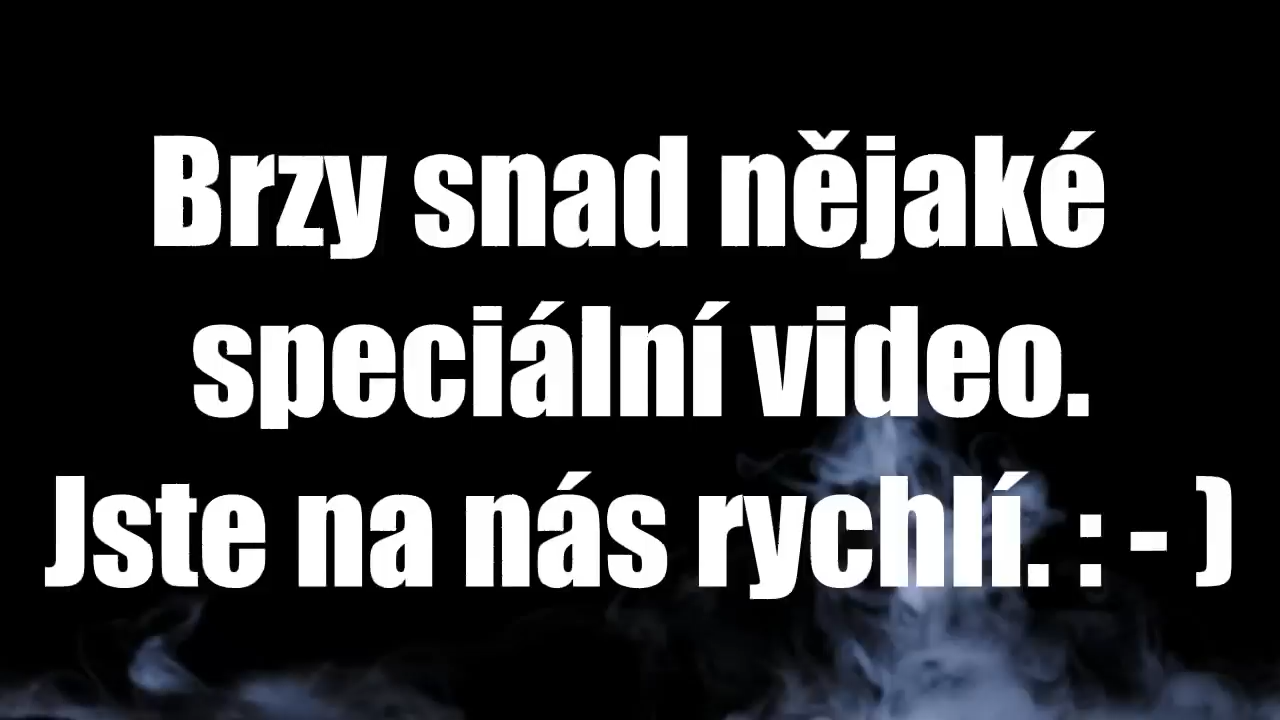 Brzy snad nějaké
speciální video.
Jste na nás rychlí. : - )